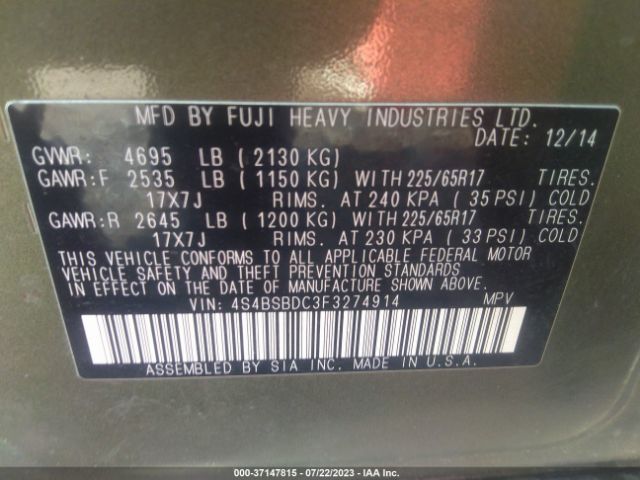 MFD BY FUJI HEAVY INDUSTRIES LTD.
DATE: 12/14
GVWR: 4695 LB ( 2130 KG)
GAWR:F 2535 LB ( 1150 KG) WITH 225/65R17 TIRES.
17X7J RIMS. AT 240 KPA ( 35 PSI) COLD
GAWR:R 2645 LB ( 1200 KG) WITH 225/65R17 TIRES.
17X7J RIMS. AT 230 KPA ( 33 PSI) COLD
THIS VEHICLE CONFORMS TO ALL APPLICABLE FEDERAL MOTOR
VEHICLE SAFETY AND THEFT PREVENTION STANDARDS
IN EFFECT ON THE DATE OF MANUFACTURE SHOWN ABOVE.
VIN: 4S4BSBDC3F3274914 MPV
ASSEMBLED BY SIA INC. MADE IN U.S.A.
000-37147815 / 07/22/2023 - IAA Inc.